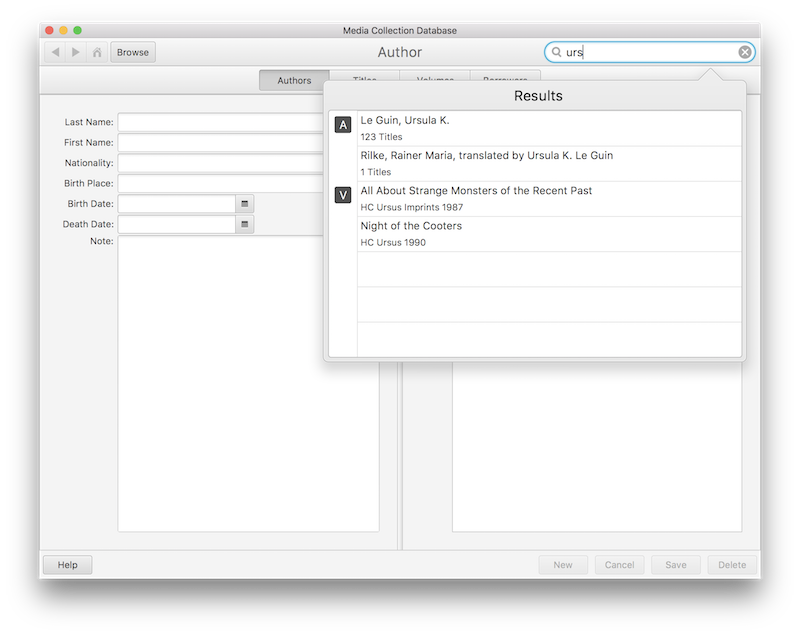 Media Collection Database
Browse
Author
urs
Authors
Titles
Volumes
Borrowers
Results
A
Le Guin, Ursula K.
123 Titles
Rilke, Rainer Maria, translated by Ursula K. Le Guin
1 Titles
V
All About Strange Monsters of the Recent Past
HC Ursus Imprints 1987
Night of the Cooters
HC Ursus 1990
Last Name:
First Name:
Nationality:
Birth Place:
Birth Date:
Death Date:
Note:
Help
New
Cancel
Save
Delete